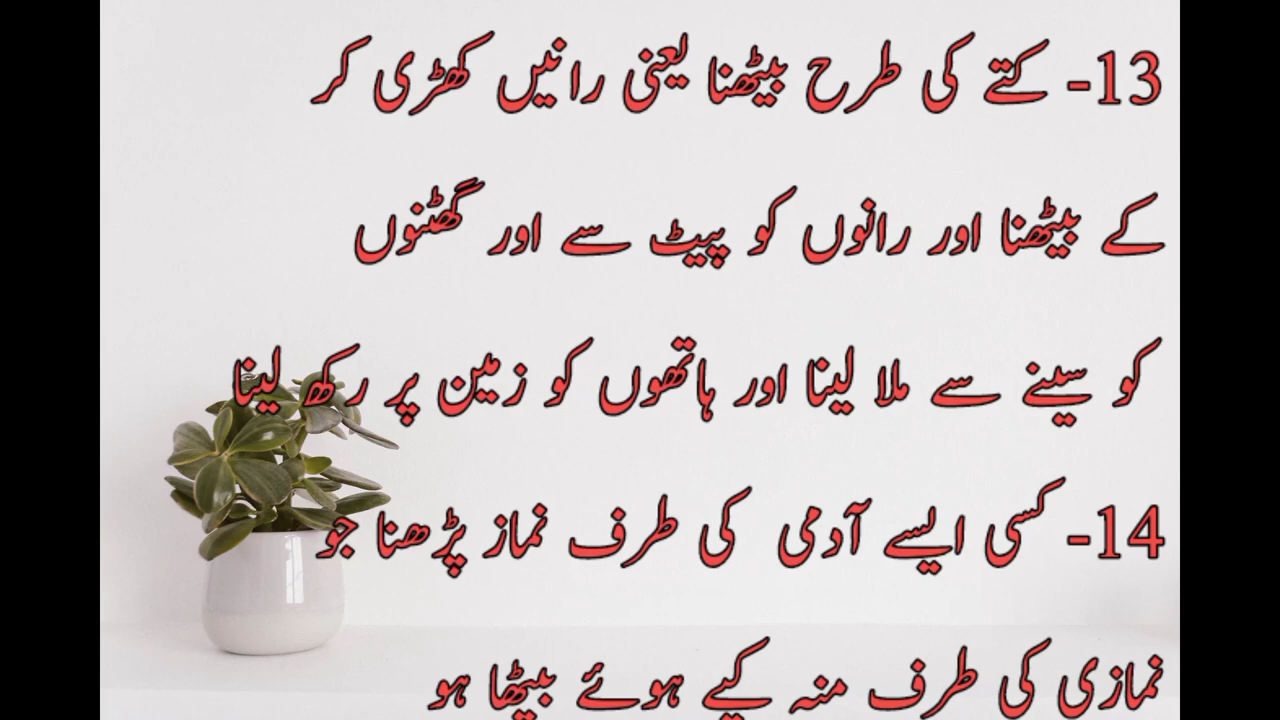 13- کتے کی طرح بیٹھنا یعنی رانیں کھڑی کر
کے بیٹھنا اور رانوں کو پیٹ سے اور گھٹنوں
کو سینے سے ملا لینا اور ہاتھوں کو زمین پر رکھ لینا
14- کسی ایسے آدمی کی طرف نماز پڑھنا جو
نمازی کی طرف منہ کیے ہوئے بیٹھا ہو